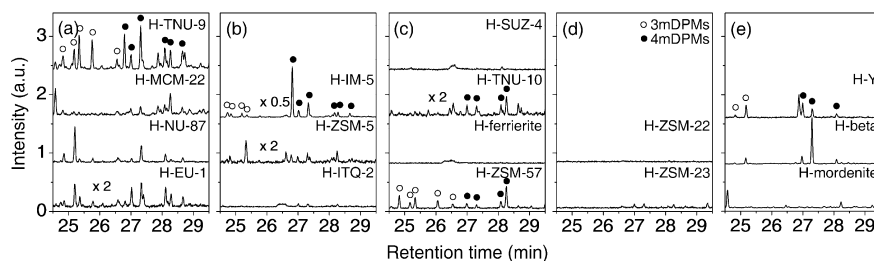 (a)
H-TNU-9
H-MCM-22
H-NU-87
H-EU-1
x 2
(b)
H-IM-5
x 0.5
H-ZSM-5
x 2
H-ITQ-2
(c)
H-SUZ-4
H-TNU-10
x 2
H-ferrierite
H-ZSM-57
(d)
○ 3mDPMs
● 4mDPMs
H-ZSM-22
H-ZSM-23
(e)
H-Y
H-beta
H-mordenite
Intensity (a.u.)
3
2
1
0
25 26 27 28 29
25 26 27 28 29
25 26 27 28 29
25 26 27 28 29
25 26 27 28 29
Retention time (min)